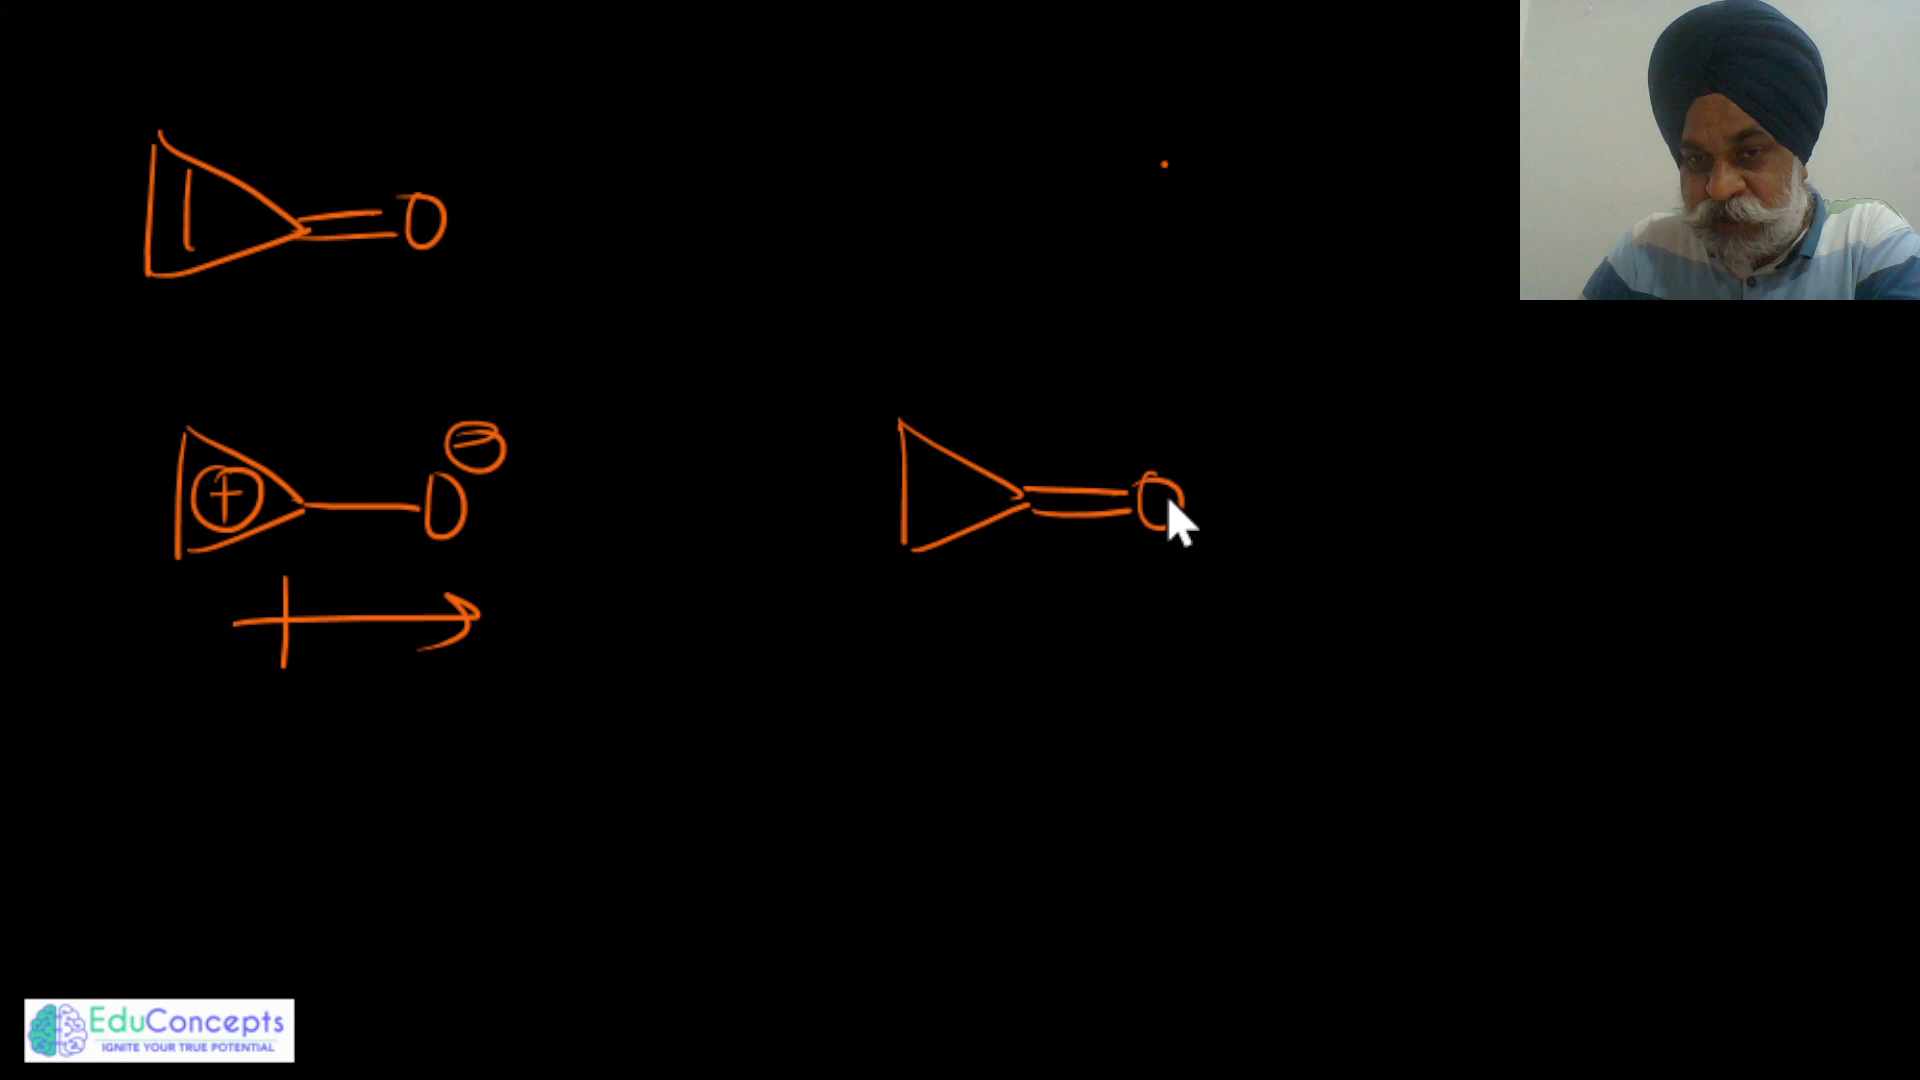 O
⊖
⊕ O
O
EduConcepts
IGNITE YOUR TRUE POTENTIAL